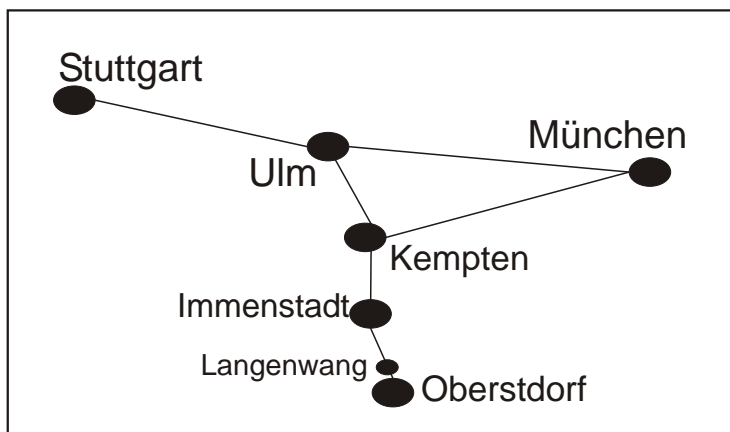 Stuttgart
München
Ulm
Kempten
Immenstadt
Langenwang
Oberstdorf